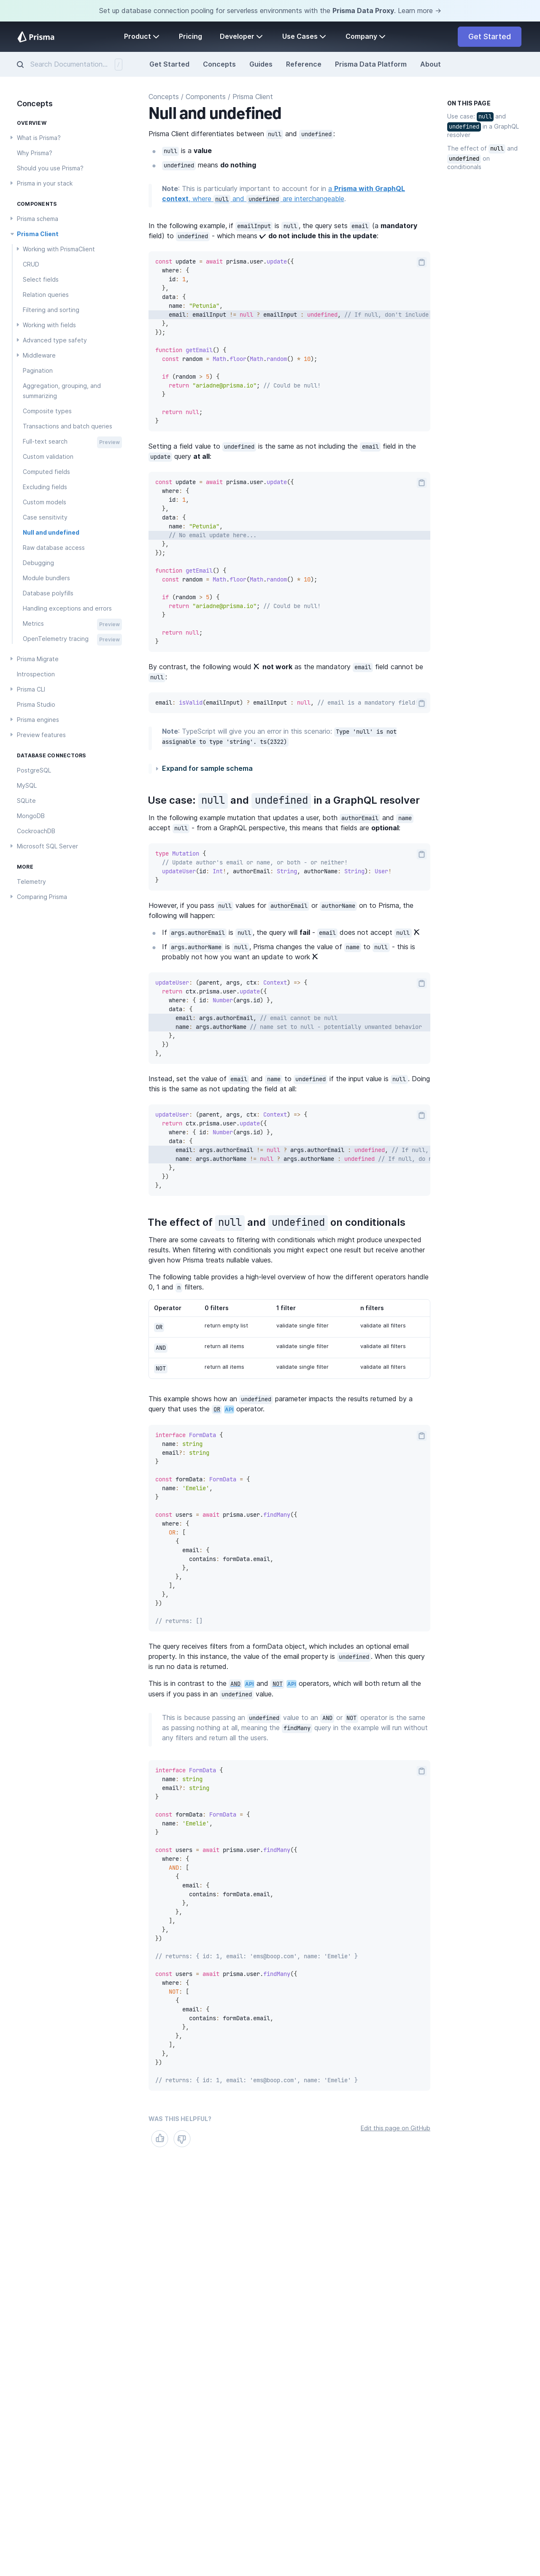 Set up database connection pooling for serverless environments with the Prisma Data Proxy. Learn more →
Prisma
Product
Pricing
Developer
Use Cases
Company
Get Started
Search Documentation...
/
Get Started
Concepts
Guides
Reference
Prisma Data Platform
About
Concepts
OVERVIEW
What is Prisma?
Why Prisma?
Should you use Prisma?
Prisma in your stack
COMPONENTS
Prisma schema
Prisma Client
Working with PrismaClient
CRUD
Select fields
Relation queries
Filtering and sorting
Working with fields
Advanced type safety
Middleware
Pagination
Aggregation, grouping, and
summarizing
Composite types
Transactions and batch queries
Full-text search Preview
Custom validation
Computed fields
Excluding fields
Custom models
Case sensitivity
Null and undefined
Raw database access
Debugging
Module bundlers
Database polyfills
Handling exceptions and errors
Metrics Preview
OpenTelemetry tracing Preview
Prisma Migrate
Introspection
Prisma CLI
Prisma Studio
Prisma engines
Preview features
DATABASE CONNECTORS
PostgreSQL
MySQL
SQLite
MongoDB
CockroachDB
Microsoft SQL Server
MORE
Telemetry
Comparing Prisma
Concepts / Components / Prisma Client
Null and undefined
Prisma Client differentiates between null and undefined:
null is a value
undefined means do nothing
Note: This is particularly important to account for in a Prisma with GraphQL
context, where null and undefined are interchangeable.
In the following example, if emailInput is null, the query sets email (a mandatory
field) to undefined - which means ✔ do not include this in the update:
const update = await prisma.user.update({
where: {
id: 1,
},
data: {
name: "Petunia",
email: emailInput != null ? emailInput : undefined, // If null, don't include
},
});
function getEmail() {
const random = Math.floor(Math.random() * 10);
if (random > 5) {
return "ariadne@prisma.io"; // Could be null!
}
return null;
}
Setting a field value to undefined is the same as not including the email field in the
update query at all:
const update = await prisma.user.update({
where: {
id: 1,
},
data: {
name: "Petunia",
// No email update here...
},
});
function getEmail() {
const random = Math.floor(Math.random() * 10);
if (random > 5) {
return "ariadne@prisma.io"; // Could be null!
}
return null;
}
By contrast, the following would ✘ not work as the mandatory email field cannot be
null:
email: isValid(emailInput) ? emailInput : null, // email is a mandatory field
Note: TypeScript will give you an error in this scenario: Type 'null' is not
assignable to type 'string'. ts(2322)
Expand for sample schema
Use case: null and undefined in a GraphQL resolver
In the following example mutation that updates a user, both authorEmail and name
accept null - from a GraphQL perspective, this means that fields are optional:
type Mutation {
// Update author's email or name, or both - or neither!
updateUser(id: Int!, authorEmail: String, authorName: String): User!
}
However, if you pass null values for authorEmail or authorName on to Prisma, the
following will happen:
If args.authorEmail is null, the query will fail - email does not accept null ✘
If args.authorName is null, Prisma changes the value of name to null - this is
probably not how you want an update to work ✘
updateUser: (parent, args, ctx: Context) => {
return ctx.prisma.user.update({
where: { id: Number(args.id) },
data: {
email: args.authorEmail, // email cannot be null
name: args.authorName // name set to null - potentially unwanted behavior
},
})
},
Instead, set the value of email and name to undefined if the input value is null. Doing
this is the same as not updating the field at all:
updateUser: (parent, args, ctx: Context) => {
return ctx.prisma.user.update({
where: { id: Number(args.id) },
data: {
email: args.authorEmail != null ? args.authorEmail : undefined, // If null,
name: args.authorName != null ? args.authorName : undefined // If null, do
},
})
},
The effect of null and undefined on conditionals
There are some caveats to filtering with conditionals which might produce unexpected
results. When filtering with conditionals you might expect one result but receive another
given how Prisma treats nullable values.
The following table provides a high-level overview of how the different operators handle
0, 1 and n filters.
Operator 0 filters 1 filter n filters
OR return empty list validate single filter validate all filters
AND return all items validate single filter validate all filters
NOT return all items validate single filter validate all filters
This example shows how an undefined parameter impacts the results returned by a
query that uses the OR API operator.
interface FormData {
name: string
email?: string
}
const formData: FormData = {
name: 'Emelie',
}
const users = await prisma.user.findMany({
where: {
OR: [
{
email: {
contains: formData.email,
},
},
],
},
})
// returns: []
The query receives filters from a formData object, which includes an optional email
property. In this instance, the value of the email property is undefined. When this query
is run no data is returned.
This is in contrast to the AND API and NOT API operators, which will both return all the
users if you pass in an undefined value.
This is because passing an undefined value to an AND or NOT operator is the same
as passing nothing at all, meaning the findMany query in the example will run without
any filters and return all the users.
interface FormData {
name: string
email?: string
}
const formData: FormData = {
name: 'Emelie',
}
const users = await prisma.user.findMany({
where: {
AND: [
{
email: {
contains: formData.email,
},
},
],
},
})
// returns: { id: 1, email: 'ems@boop.com', name: 'Emelie' }
const users = await prisma.user.findMany({
where: {
NOT: [
{
email: {
contains: formData.email,
},
},
],
},
})
// returns: { id: 1, email: 'ems@boop.com', name: 'Emelie' }
WAS THIS HELPFUL?
Edit this page on GitHub
ON THIS PAGE
Use case: null and
undefined in a GraphQL
resolver
The effect of null and
undefined on
conditionals